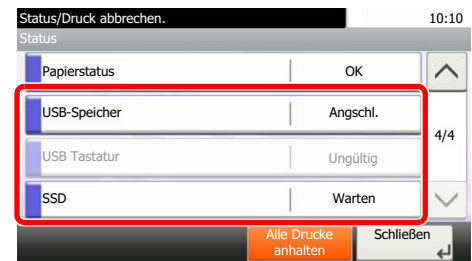 Status/Druck abbrechen. 10:10
Status
Papierstatus OK
USB-Speicher Angschl.
4/4
USB Tastatur Ungültig
SSD Warten
Alle Drucke
anhalten
Schließen